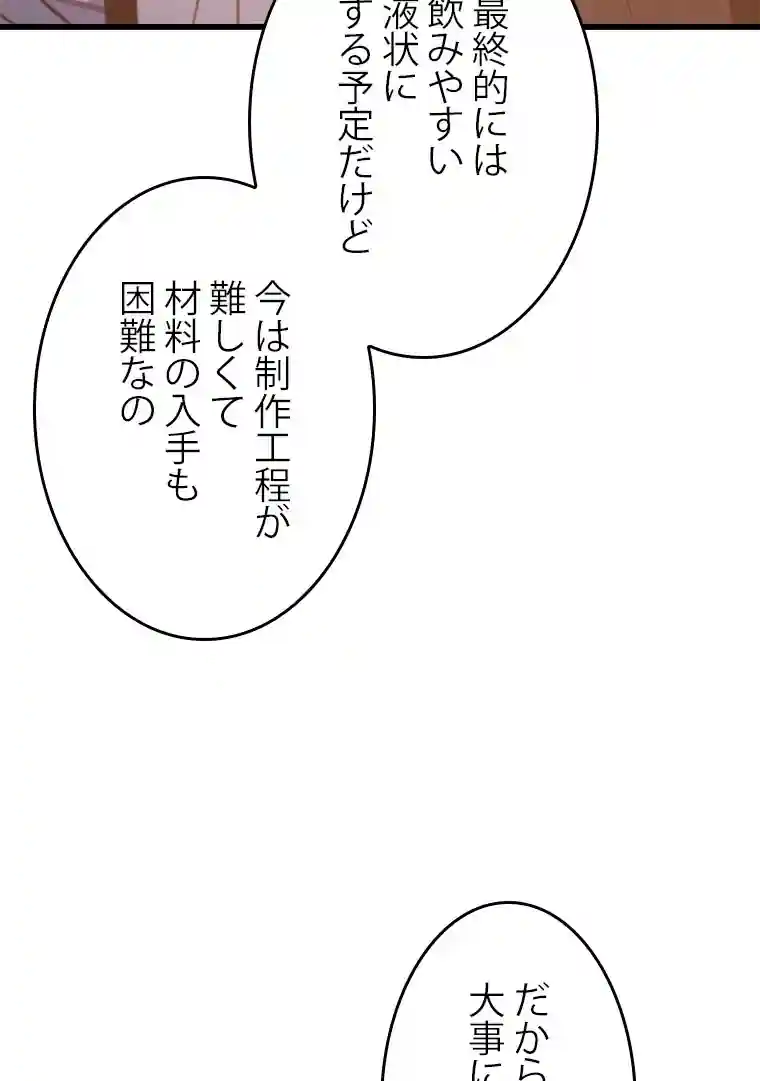 最終的には
飲みやすい
液状に
する予定だけど
今は制作工程が
難しくて
材料の入手も
困難なの
だから
大事に